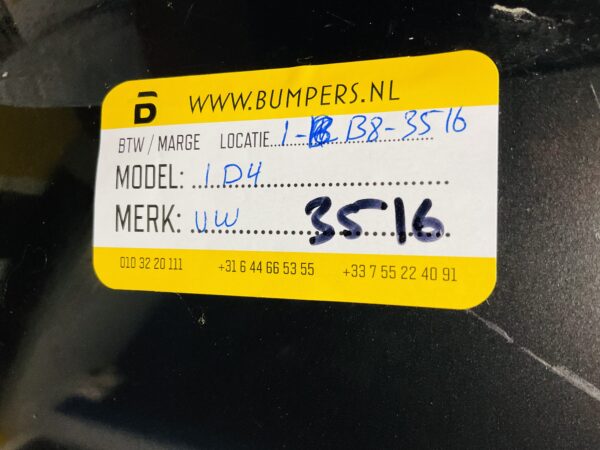 WWW.BUMPERS.NL
BTW / MARGE LOCATIE 1- B8-3516
MODEL: ID4
MERK: VW 3516
010 32 20 111 +31 6 44 66 53 55 +33 7 55 22 40 91